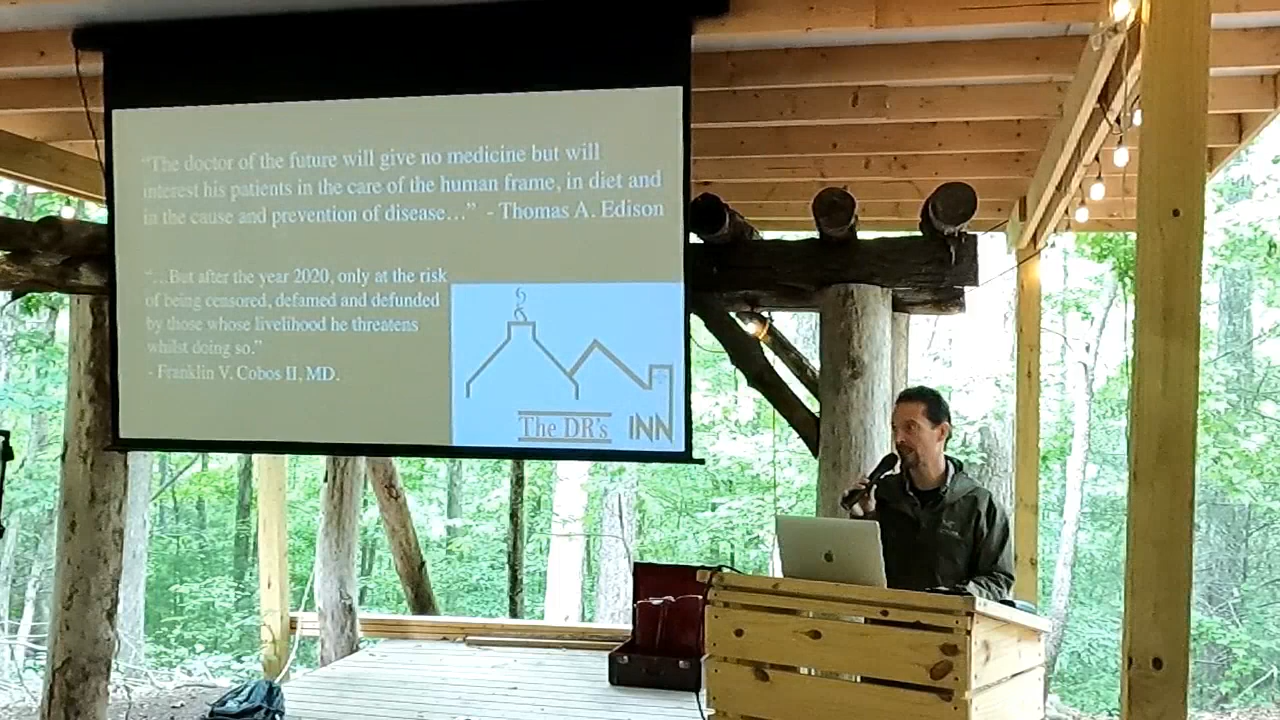 "The doctor of the future will give no medicine but will
interest his patients in the care of the human frame, in diet and
in the cause and prevention of disease…" - Thomas A. Edison
"…But after the year 2020, only at the risk
of being censored, defamed and defunded
by those whose livelihood he threatens
whilst doing so."
- Franklin V. Cobos II, MD.
The DR's INN